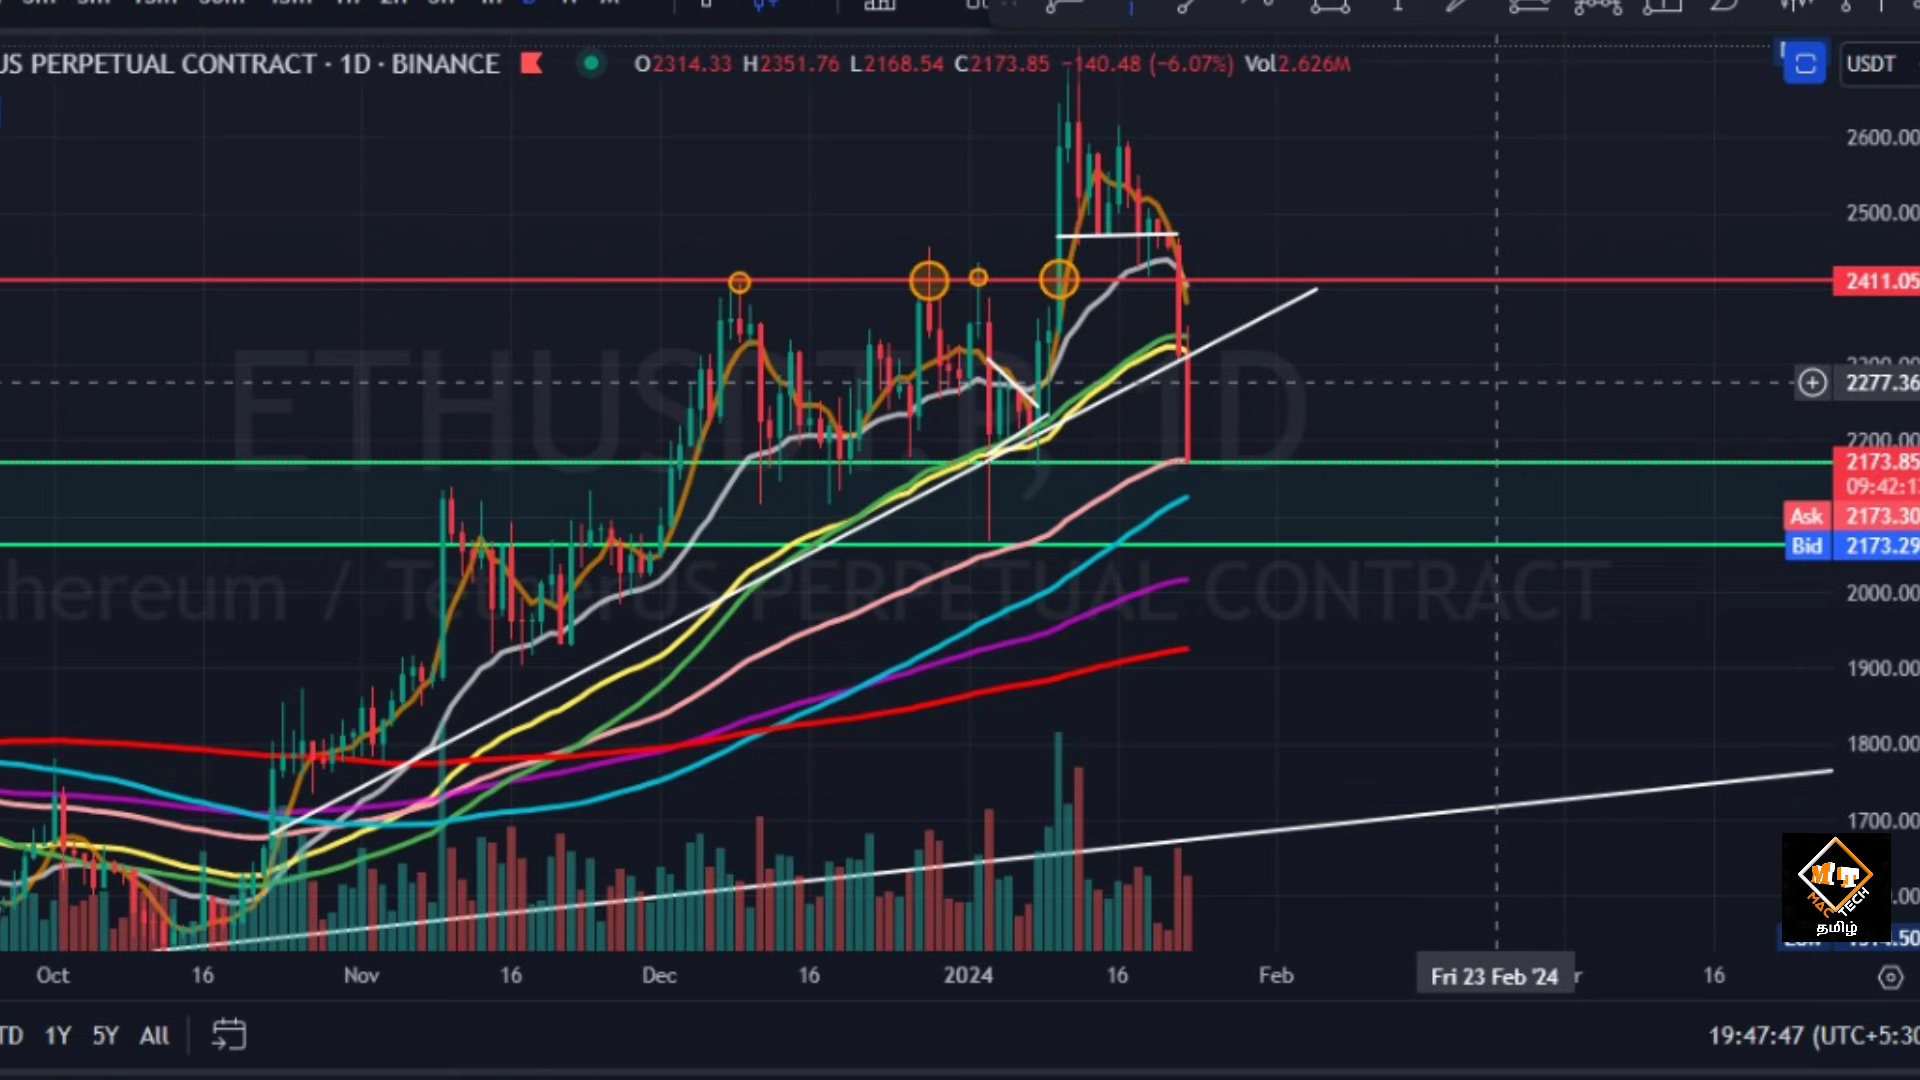 US PERPETUAL CONTRACT · 1D · BINANCE
O2314.33 H2351.76 L2168.54 C2173.85 −140.48 (−6.07%) Vol2.626M
USDT
2600.00
2500.00
2411.05
2277.36
2200.00
2173.85
09:42:1
Ask 2173.30
Bid 2173.29
2000.00
1900.00
1800.00
1700.00
ETHUSDT.P, 1D
thereum / TetherUS PERPETUAL CONTRACT
MT
MAC TECH
தமிழ்
Oct 16 Nov 16 Dec 16 2024 16 Feb Fri 23 Feb '24 16
TD 1Y 5Y All
19:47:47 (UTC+5:30